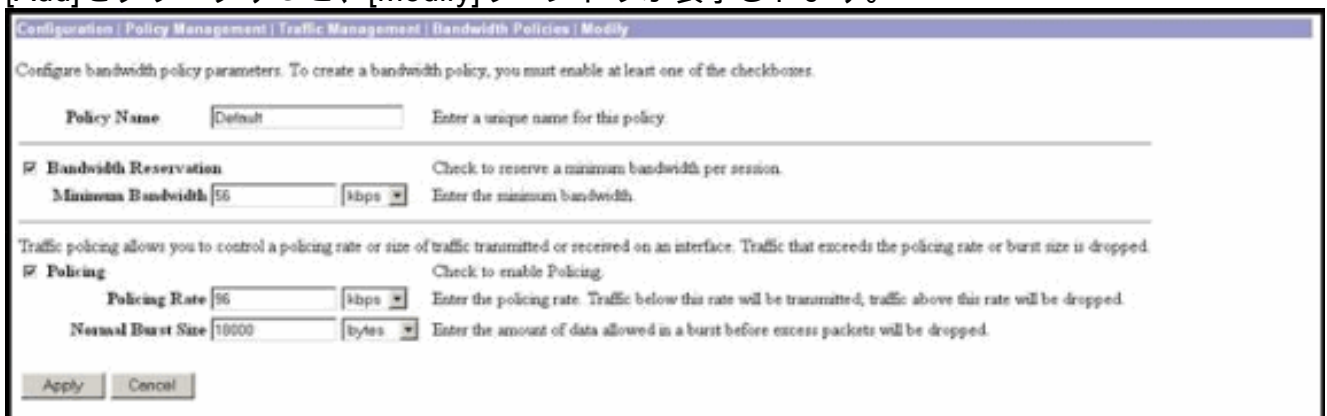 Configuration | Policy Management | Traffic Management | Bandwidth Policies | Modify
Configure bandwidth policy parameters. To create a bandwidth policy, you must enable at least one of the checkboxes.
Policy Name Default Enter a unique name for this policy.
Bandwidth Reservation Check to reserve a minimum bandwidth per session.
Minimum Bandwidth 56 kbps Enter the minimum bandwidth.
Traffic policing allows you to control a policing rate or size of traffic transmitted or received on an interface. Traffic that exceeds the policing rate or burst size is dropped.
Policing Check to enable Policing.
Policing Rate 96 kbps Enter the policing rate. Traffic below this rate will be transmitted, traffic above this rate will be dropped.
Normal Burst Size 18000 bytes Enter the amount of data allowed in a burst before excess packets will be dropped.
Apply Cancel